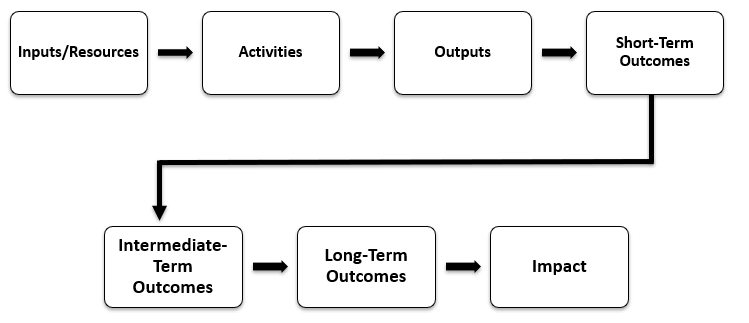 Inputs/Resources
Activities
Outputs
Short-Term
Outcomes
Intermediate-
Term
Outcomes
Long-Term
Outcomes
Impact